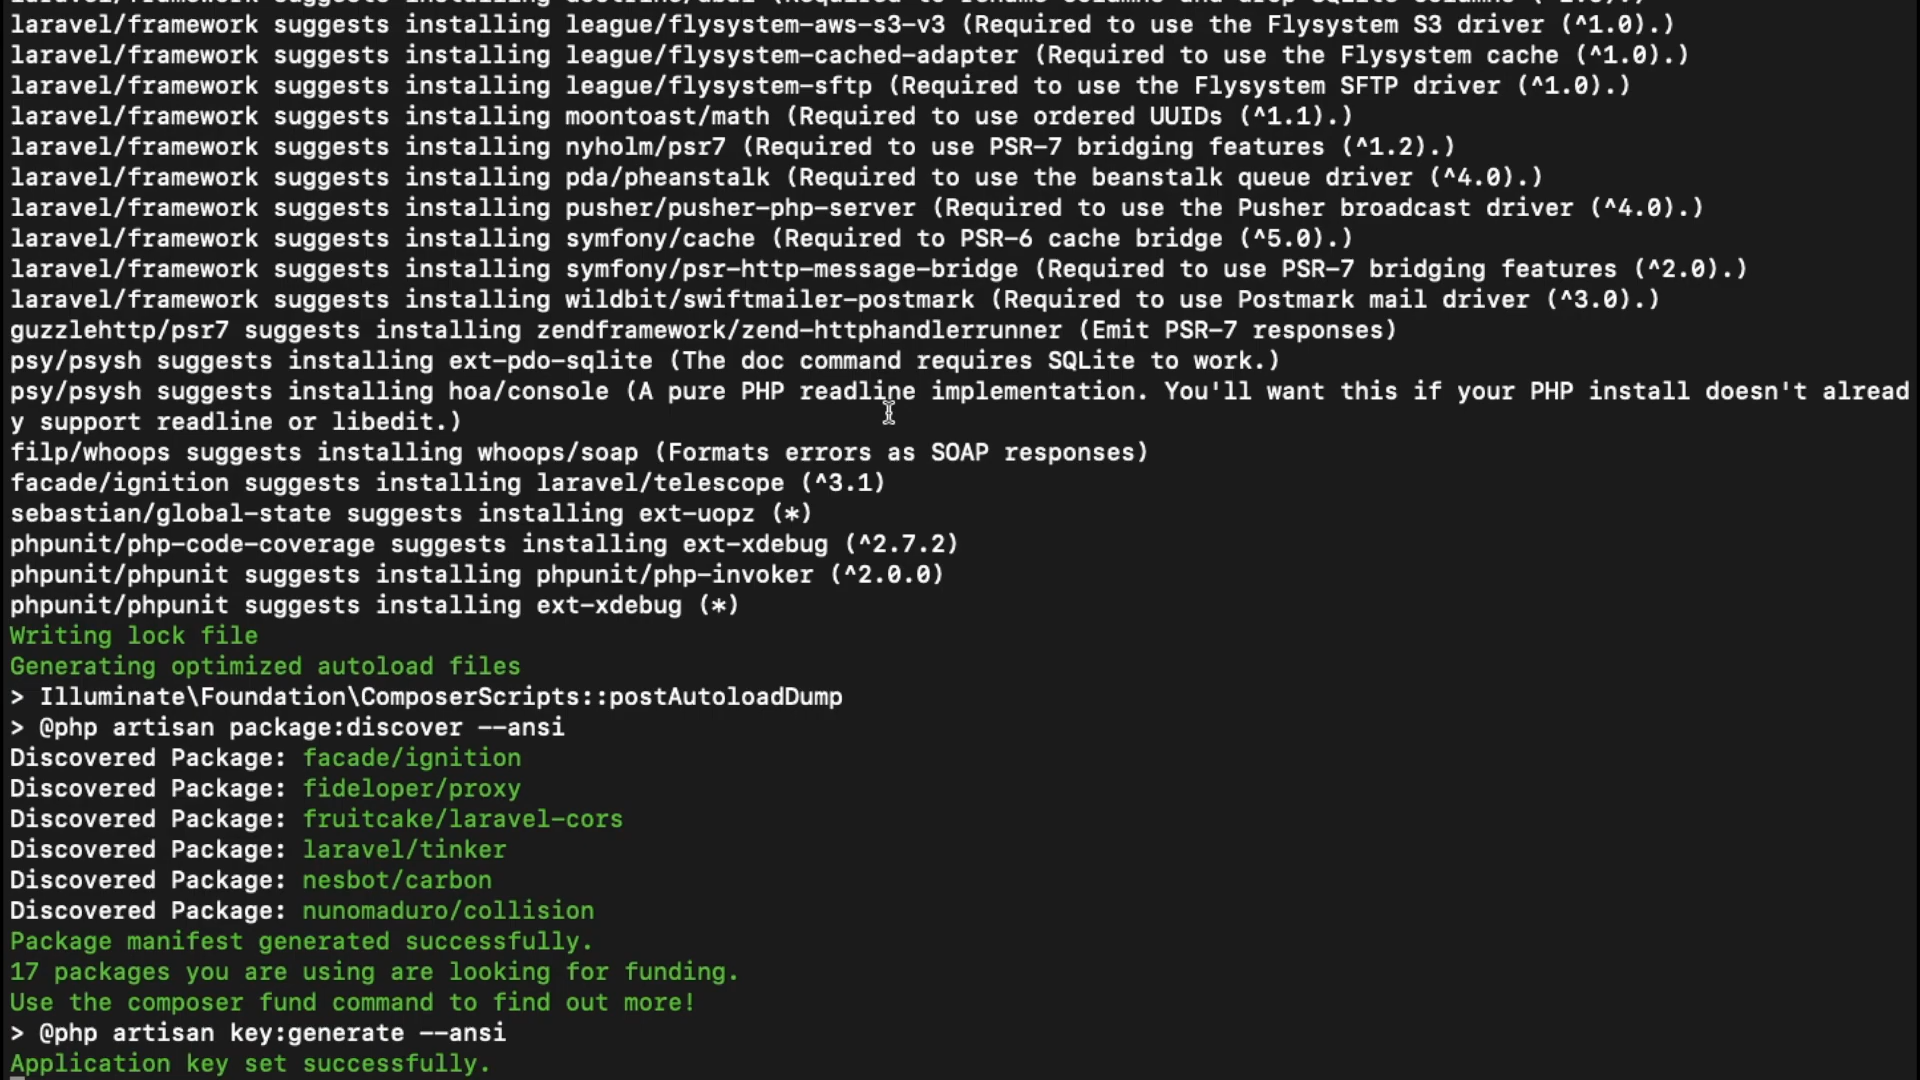 laravel/framework suggests installing doctrine/dbal (Required to rename columns and drop SQLite columns
laravel/framework suggests installing league/flysystem-aws-s3-v3 (Required to use the Flysystem S3 driver (^1.0).)
laravel/framework suggests installing league/flysystem-cached-adapter (Required to use the Flysystem cache (^1.0).)
laravel/framework suggests installing league/flysystem-sftp (Required to use the Flysystem SFTP driver (^1.0).)
laravel/framework suggests installing moontoast/math (Required to use ordered UUIDs (^1.1).)
laravel/framework suggests installing nyholm/psr7 (Required to use PSR-7 bridging features (^1.2).)
laravel/framework suggests installing pda/pheanstalk (Required to use the beanstalk queue driver (^4.0).)
laravel/framework suggests installing pusher/pusher-php-server (Required to use the Pusher broadcast driver (^4.0).)
laravel/framework suggests installing symfony/cache (Required to PSR-6 cache bridge (^5.0).)
laravel/framework suggests installing symfony/psr-http-message-bridge (Required to use PSR-7 bridging features (^2.0).)
laravel/framework suggests installing wildbit/swiftmailer-postmark (Required to use Postmark mail driver (^3.0).)
guzzlehttp/psr7 suggests installing zendframework/zend-httphandlerrunner (Emit PSR-7 responses)
psy/psysh suggests installing ext-pdo-sqlite (The doc command requires SQLite to work.)
psy/psysh suggests installing hoa/console (A pure PHP readline implementation. You'll want this if your PHP install doesn't alread
y support readline or libedit.)
filp/whoops suggests installing whoops/soap (Formats errors as SOAP responses)
facade/ignition suggests installing laravel/telescope (^3.1)
sebastian/global-state suggests installing ext-uopz (*)
phpunit/php-code-coverage suggests installing ext-xdebug (^2.7.2)
phpunit/phpunit suggests installing phpunit/php-invoker (^2.0.0)
phpunit/phpunit suggests installing ext-xdebug (*)
Writing lock file
Generating optimized autoload files
> Illuminate\Foundation\ComposerScripts::postAutoloadDump
> @php artisan package:discover --ansi
Discovered Package: facade/ignition
Discovered Package: fideloper/proxy
Discovered Package: fruitcake/laravel-cors
Discovered Package: laravel/tinker
Discovered Package: nesbot/carbon
Discovered Package: nunomaduro/collision
Package manifest generated successfully.
17 packages you are using are looking for funding.
Use the composer fund command to find out more!
> @php artisan key:generate --ansi
Application key set successfully.